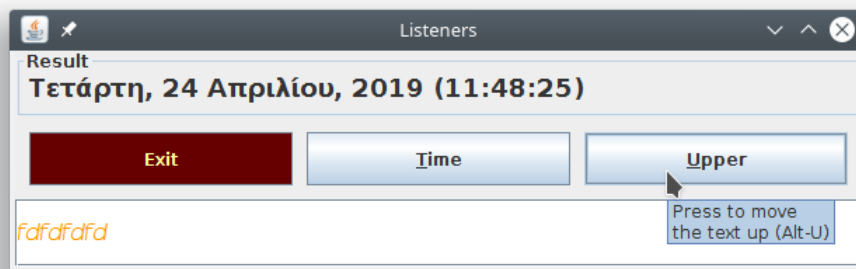 Listeners
Result
Τετάρτη, 24 Απριλίου, 2019 (11:48:25)
Exit
Time
Upper
Press to move
the text up (Alt-U)
fdfdfdfd